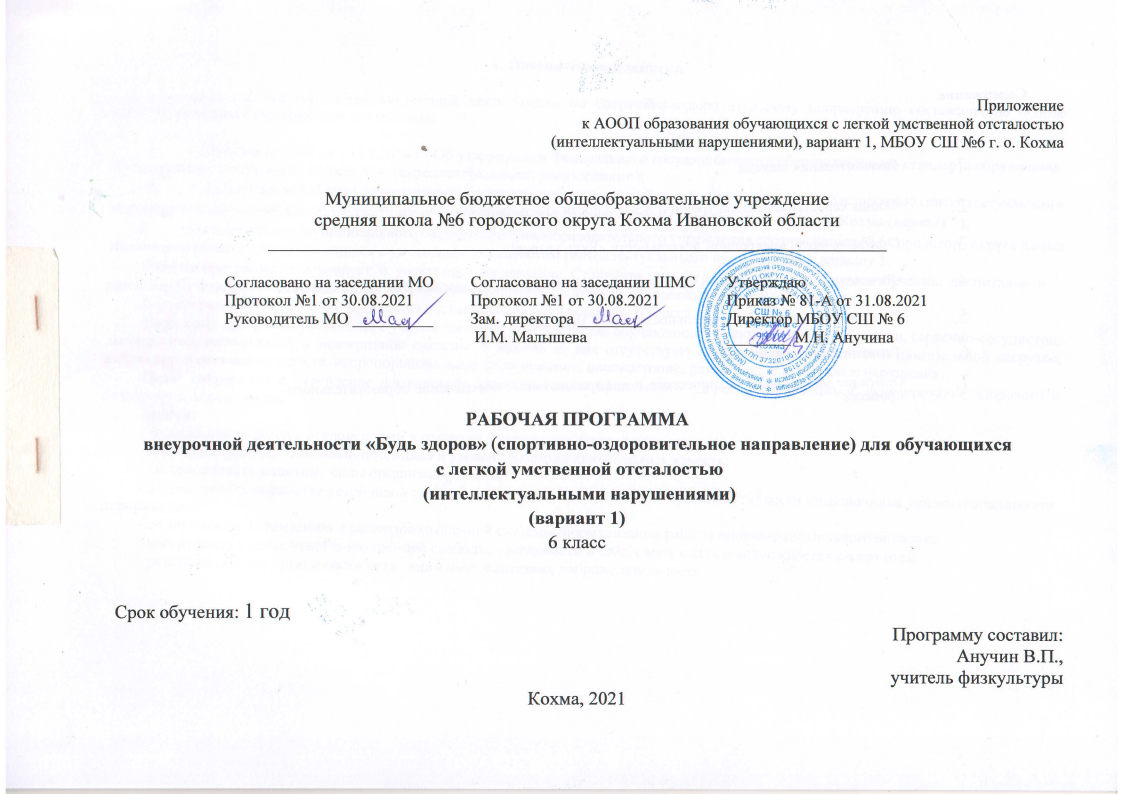 Приложение
к АООП образования обучающихся с легкой умственной отсталостью
(интеллектуальными нарушениями), вариант 1, МБОУ СШ №6 г. о. Кохма
Муниципальное бюджетное общеобразовательное учреждение
средняя школа №6 городского округа Кохма Ивановской области
Согласовано на заседании МО
Протокол №1 от 30.08.2021
Руководитель МО
Согласовано на заседании ШМС
Протокол №1 от 30.08.2021
Зам. директора
И.М. Малышева
Утверждаю
Приказ № 81-А от 31.08.2021
Директор МБОУ СШ № 6
М.Н. Анучина
РАБОЧАЯ ПРОГРАММА
внеурочной деятельности «Будь здоров» (спортивно-оздоровительное направление) для обучающихся
с легкой умственной отсталостью
(интеллектуальными нарушениями)
(вариант 1)
6 класс
Срок обучения: 1 год
Программу составил:
Анучин В.П.,
учитель физкультуры
Кохма, 2021